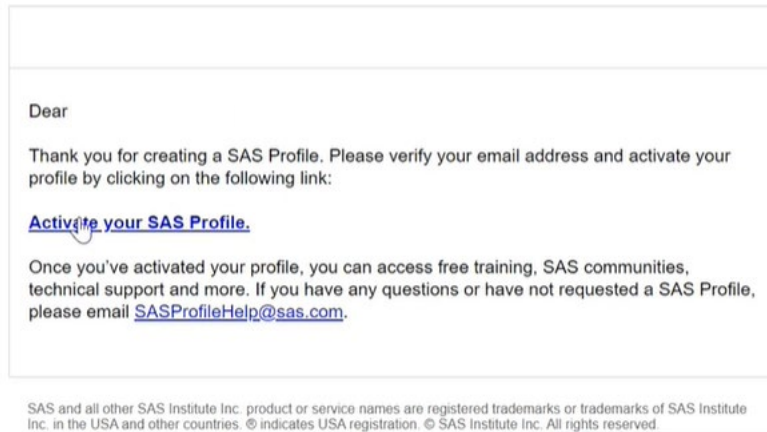 Dear
Thank you for creating a SAS Profile. Please verify your email address and activate your
profile by clicking on the following link:
Activate your SAS Profile.
Once you've activated your profile, you can access free training, SAS communities,
technical support and more. If you have any questions or have not requested a SAS Profile,
please email SASProfileHelp@sas.com.
SAS and all other SAS Institute Inc. product or service names are registered trademarks or trademarks of SAS Institute
Inc. in the USA and other countries. ® indicates USA registration. © SAS Institute Inc. All rights reserved.